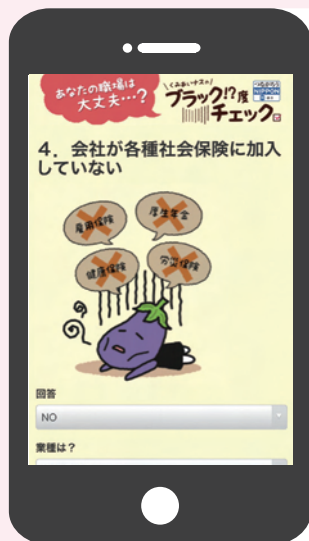 あなたの職場は
大丈夫…？
くみあいナスの
ブラック!?度
チェック
NIPPON
4．会社が各種社会保険に加入
していない
雇用保険
厚生年金
健康保険
労災保険
回答
NO
業種は？